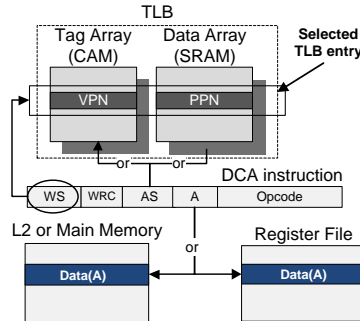 TLB
Tag Array
(CAM)
Data Array
(SRAM)
Selected
TLB entry
VPN
PPN
or
or
DCA instruction
WS
WRC
AS
A
Opcode
L2 or Main Memory
or
Register File
Data(A)
Data(A)